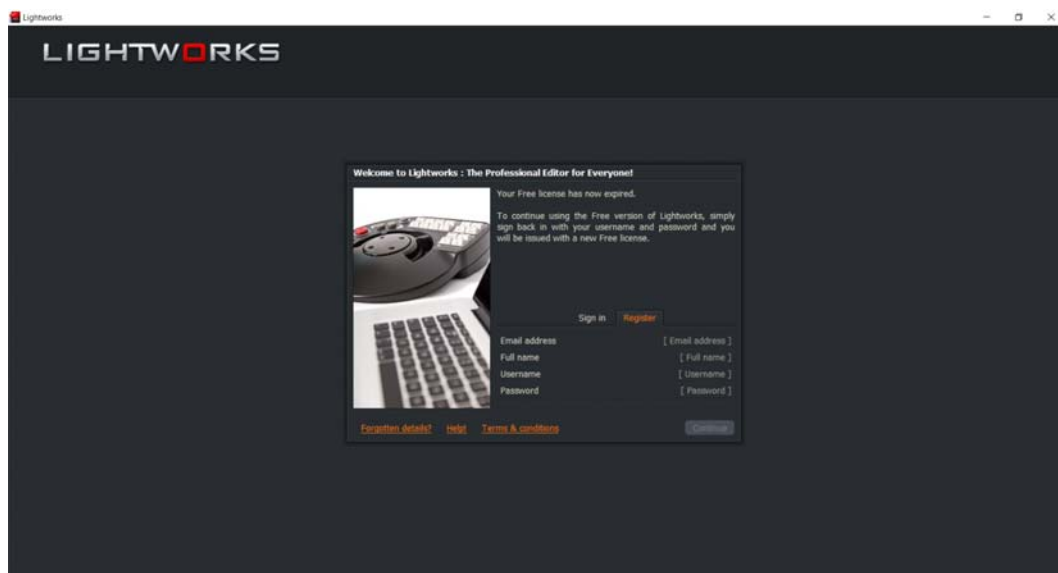 Lightworks
LIGHTWORKS
Welcome to Lightworks : The Professional Editor for Everyone!
Your Free license has now expired.
To continue using the Free version of Lightworks, simply
sign back in with your username and password and you
will be issued with a new Free license.
Sign in Register
Email address [ Email address ]
Full name [ Full name ]
Username [ Username ]
Password [ Password ]
Forgotten details? Help! Terms & conditions Continue